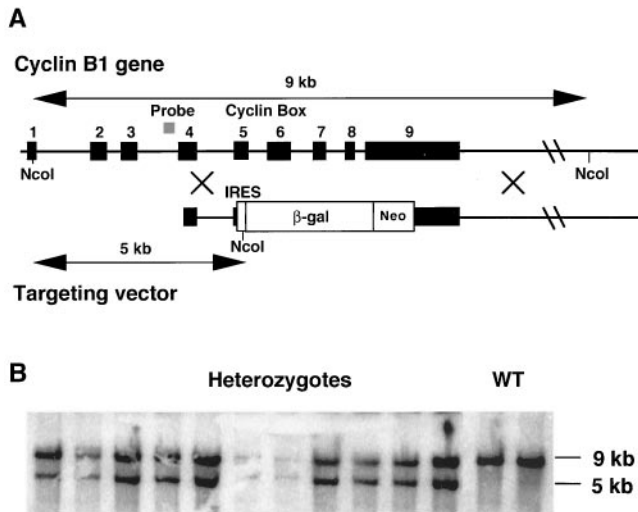 A
Cyclin B1 gene
9 kb
Probe Cyclin Box
1 2 3 4 5 6 7 8 9
NcoI NcoI
IRES
β-gal Neo
NcoI
5 kb
Targeting vector
B
Heterozygotes WT
9 kb
5 kb